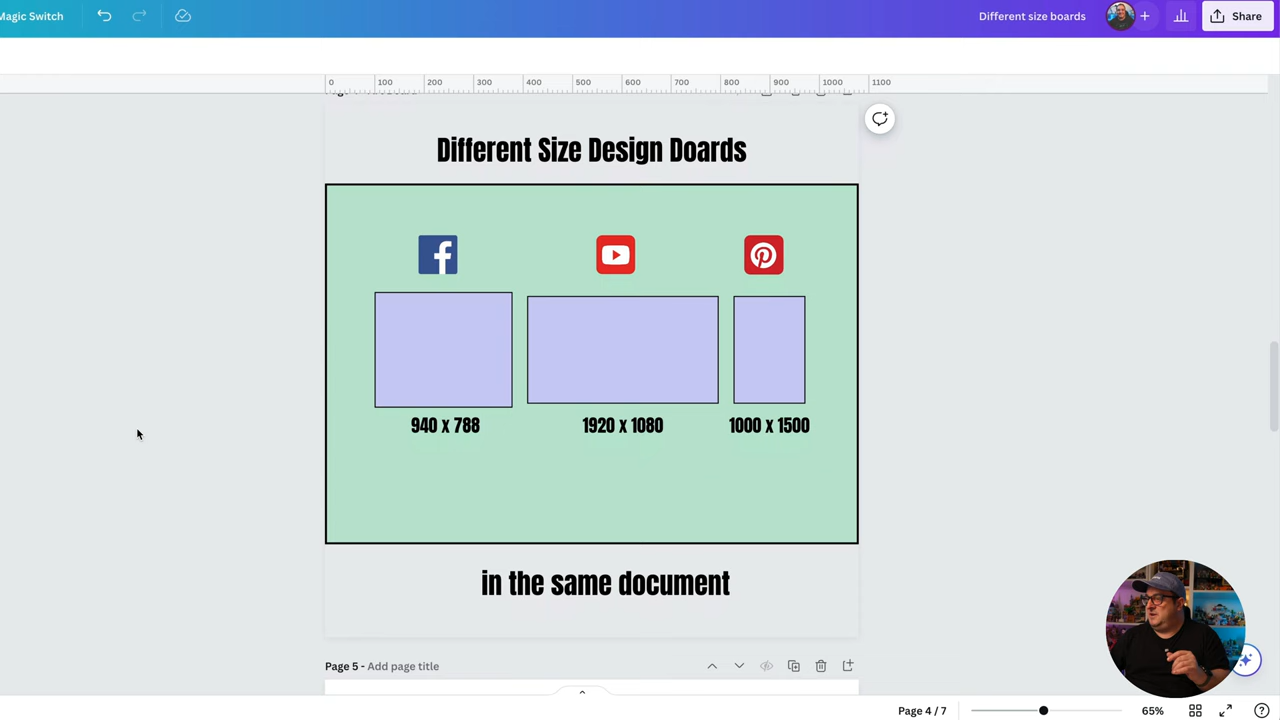 Magic Switch
Different size boards
Share
0 100 200 300 400 500 600 700 800 900 1000 1100
Different Size Design Doards
940 x 788
1920 x 1080
1000 x 1500
in the same document
Page 5 - Add page title
Page 4 / 7
65%